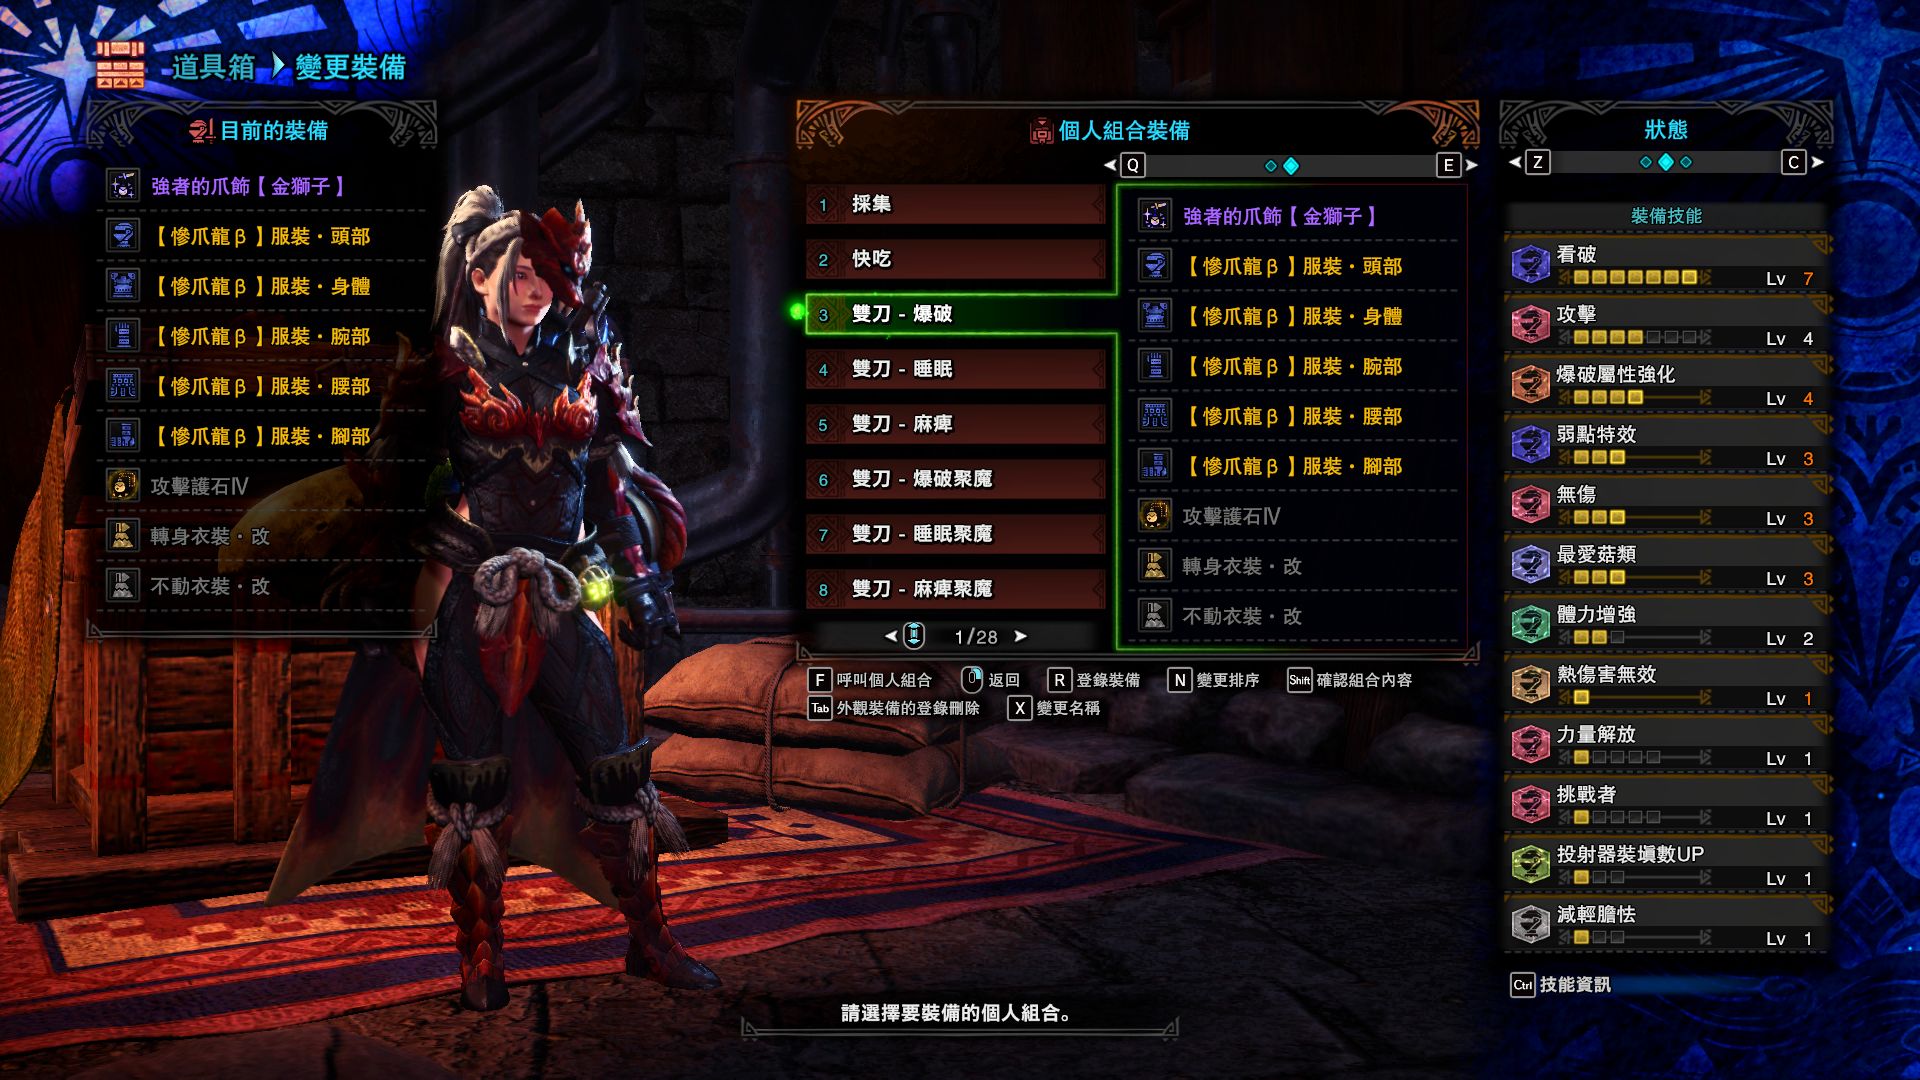 道具箱 變更裝備
目前的裝備
強者的爪飾【金獅子】
【慘爪龍β】服裝・頭部
【慘爪龍β】服裝・身體
【慘爪龍β】服裝・腕部
【慘爪龍β】服裝・腰部
【慘爪龍β】服裝・腳部
攻擊護石Ⅳ
轉身衣裝・改
不動衣裝・改
個人組合裝備
Q E
1 採集
2 快吃
3 雙刀 - 爆破
4 雙刀 - 睡眠
5 雙刀 - 麻痺
6 雙刀 - 爆破聚魔
7 雙刀 - 睡眠聚魔
8 雙刀 - 麻痺聚魔
1/28
強者的爪飾【金獅子】
【慘爪龍β】服裝・頭部
【慘爪龍β】服裝・身體
【慘爪龍β】服裝・腕部
【慘爪龍β】服裝・腰部
【慘爪龍β】服裝・腳部
攻擊護石Ⅳ
轉身衣裝・改
不動衣裝・改
F 呼叫個人組合 返回 R 登錄裝備 N 變更排序 Shift 確認組合內容
Tab 外觀裝備的登錄刪除 X 變更名稱
狀態
Z C
裝備技能
看破
Lv 7
攻擊
Lv 4
爆破屬性強化
Lv 4
弱點特效
Lv 3
無傷
Lv 3
最愛菇類
Lv 3
體力增強
Lv 2
熱傷害無效
Lv 1
力量解放
Lv 1
挑戰者
Lv 1
投射器裝填數UP
Lv 1
減輕膽怯
Lv 1
Ctrl 技能資訊
請選擇要裝備的個人組合。